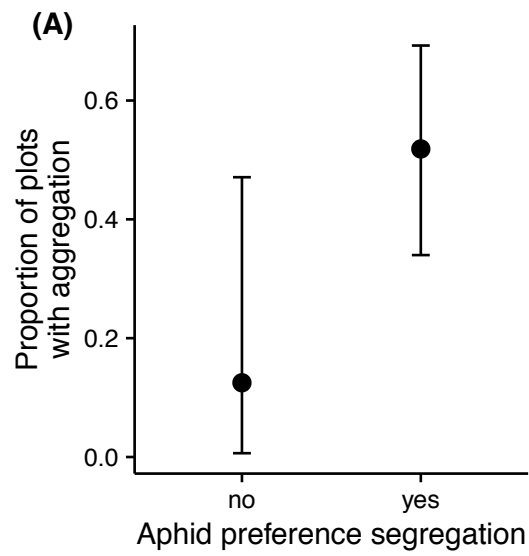 (A)
Proportion of plots
with aggregation
0.6
0.4
0.2
0.0
no
yes
Aphid preference segregation